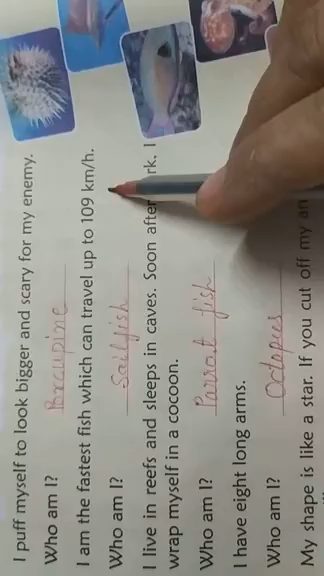 I puff myself to look bigger and scary for my enemy.
Who am I? Brcupine
I am the fastest fish which can travel up to 109 km/h.
Who am I? Sailfish
I live in reefs and sleeps in caves. Soon after rk, I
wrap myself in a cocoon.
Who am I? Parrot fish
I have eight long arms.
Who am I? Octopus
My shape is like a star. If you cut off my an